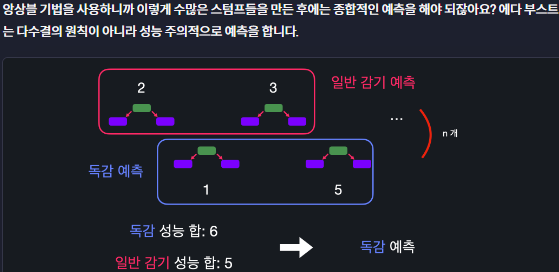 앙상블 기법을 사용하니까 이렇게 수많은 스텀프들을 만든 후에는 종합적인 예측을 해야 되잖아요? 에다 부스트
는 다수결의 원칙이 아니라 성능 주의적으로 예측을 합니다.
2 3 일반 감기 예측
... n 개
독감 예측
1 5
독감 성능 합: 6
독감 예측
일반 감기 성능 합: 5